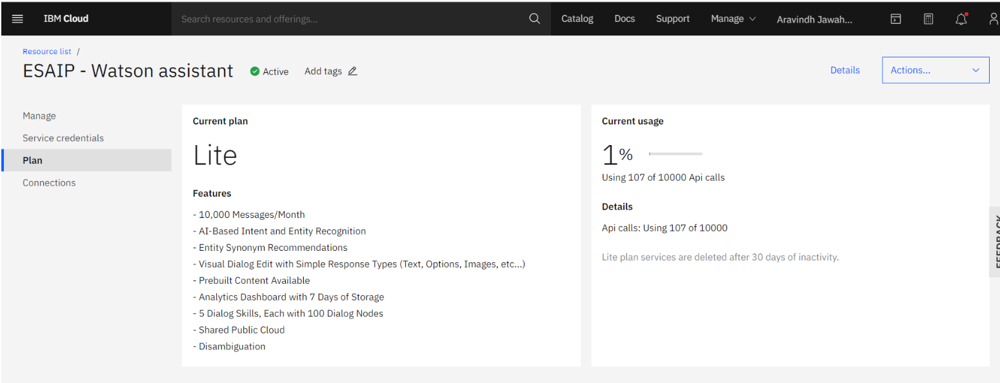 IBM Cloud
Search resources and offerings...
Catalog
Docs
Support
Manage
Aravindh Jawah...
Resource list /
ESAIP - Watson assistant
Active
Add tags
Details
Actions...
Manage
Service credentials
Plan
Connections
Current plan
Lite
Features
- 10,000 Messages/Month
- AI-Based Intent and Entity Recognition
- Entity Synonym Recommendations
- Visual Dialog Edit with Simple Response Types (Text, Options, Images, etc...)
- Prebuilt Content Available
- Analytics Dashboard with 7 Days of Storage
- 5 Dialog Skills, Each with 100 Dialog Nodes
- Shared Public Cloud
- Disambiguation
Current usage
1%
Using 107 of 10000 Api calls
Details
Api calls: Using 107 of 10000
Lite plan services are deleted after 30 days of inactivity.
FEEDBACK